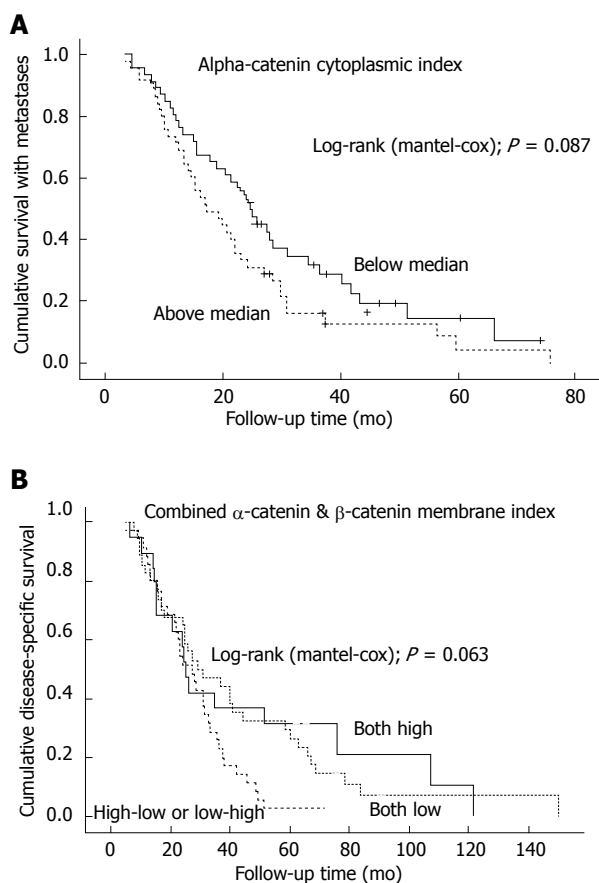 A
Alpha-catenin cytoplasmic index
Log-rank (mantel-cox); P = 0.087
Below median
Above median
Cumulative survival with metastases
1.0
0.8
0.6
0.4
0.2
0.0
0 20 40 60 80
Follow-up time (mo)
B
Combined α-catenin & β-catenin membrane index
Log-rank (mantel-cox); P = 0.063
Both high
Both low
High-low or low-high
Cumulative disease-specific survival
1.0
0.8
0.6
0.4
0.2
0.0
0 20 40 60 80 100 120 140
Follow-up time (mo)